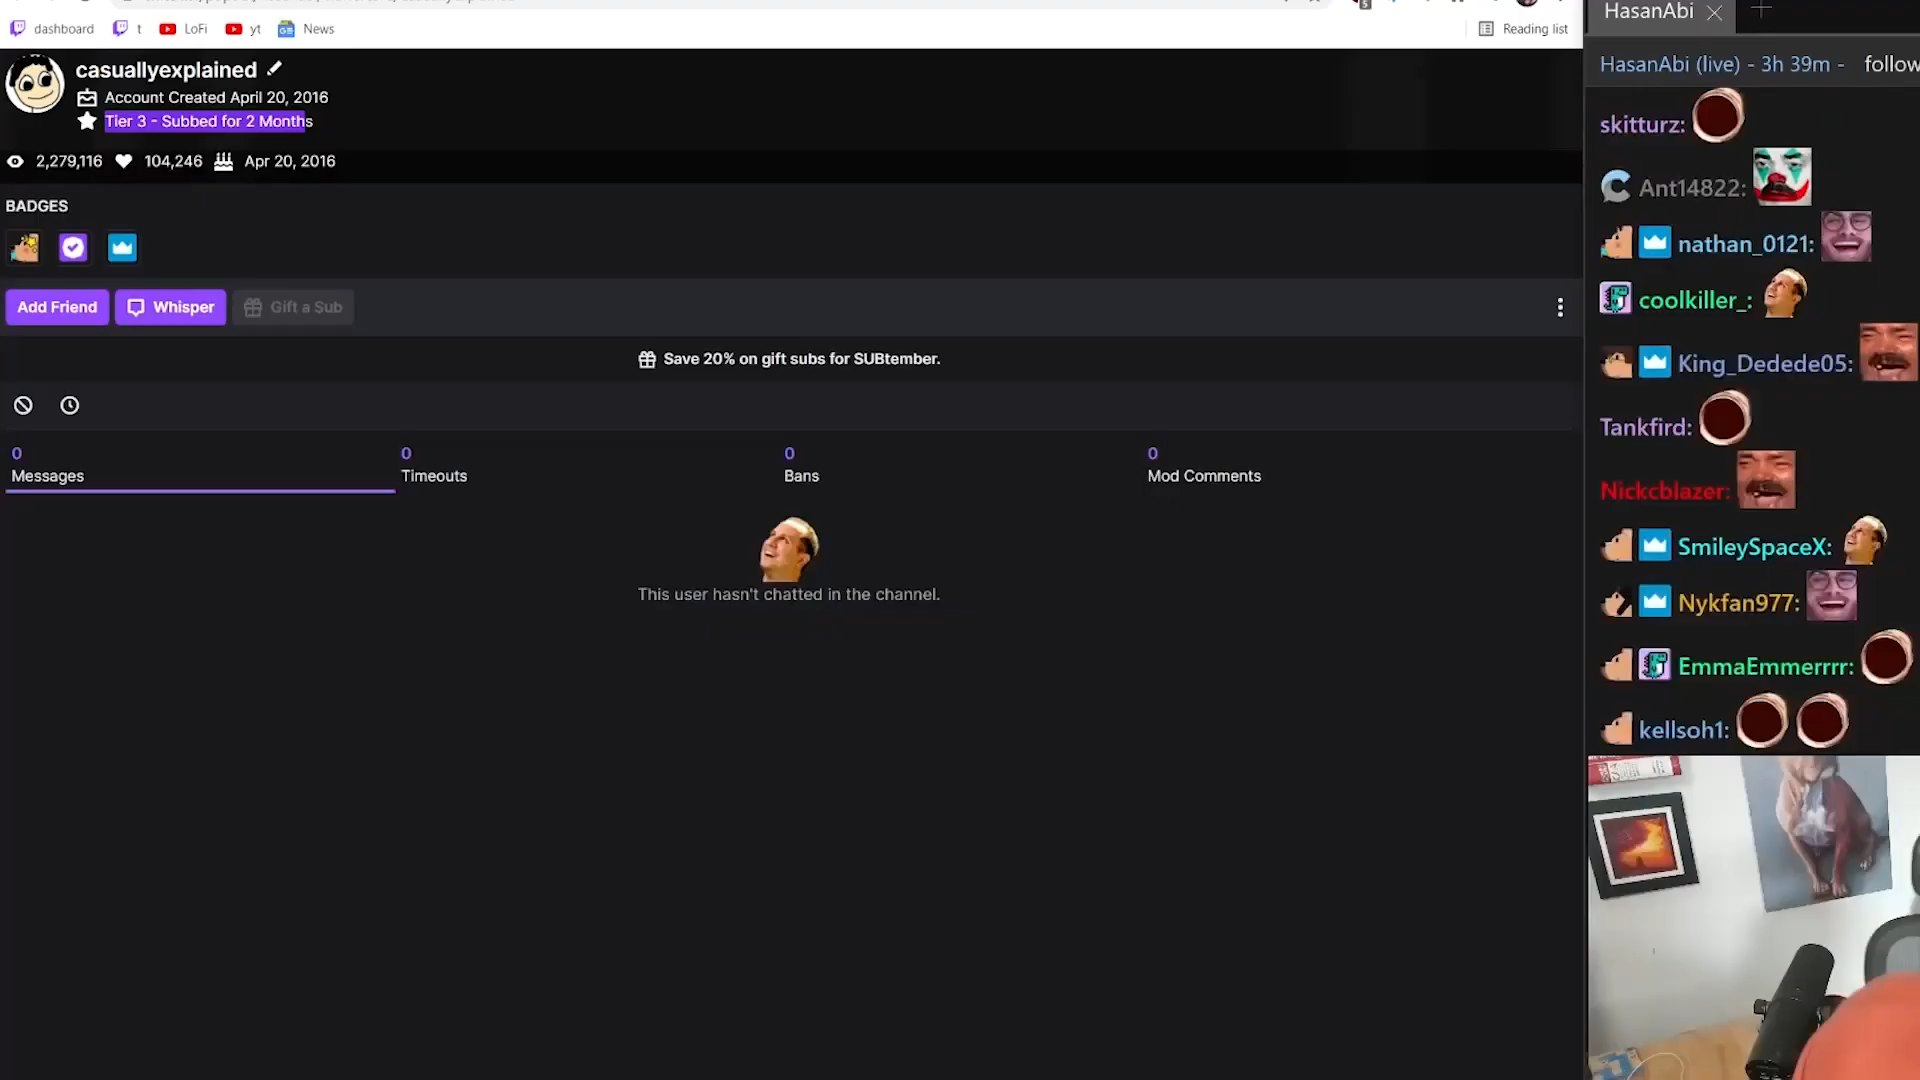 dashboard
t
LoFi
yt
News
Reading list
casuallyexplained
Account Created April 20, 2016
Tier 3 - Subbed for 2 Months
2,279,116
104,246
Apr 20, 2016
BADGES
Add Friend
Whisper
Gift a Sub
Save 20% on gift subs for SUBtember.
0
Messages
0
Timeouts
0
Bans
0
Mod Comments
This user hasn't chatted in the channel.
5
HasanAbi
HasanAbi (live) - 3h 39m - follow
skitturz:
Ant14822:
nathan_0121:
coolkiller_:
King_Dedede05:
Tankfird:
Nickcblazer:
SmileySpaceX:
Nykfan977:
EmmaEmmerrrr:
kellsoh1: